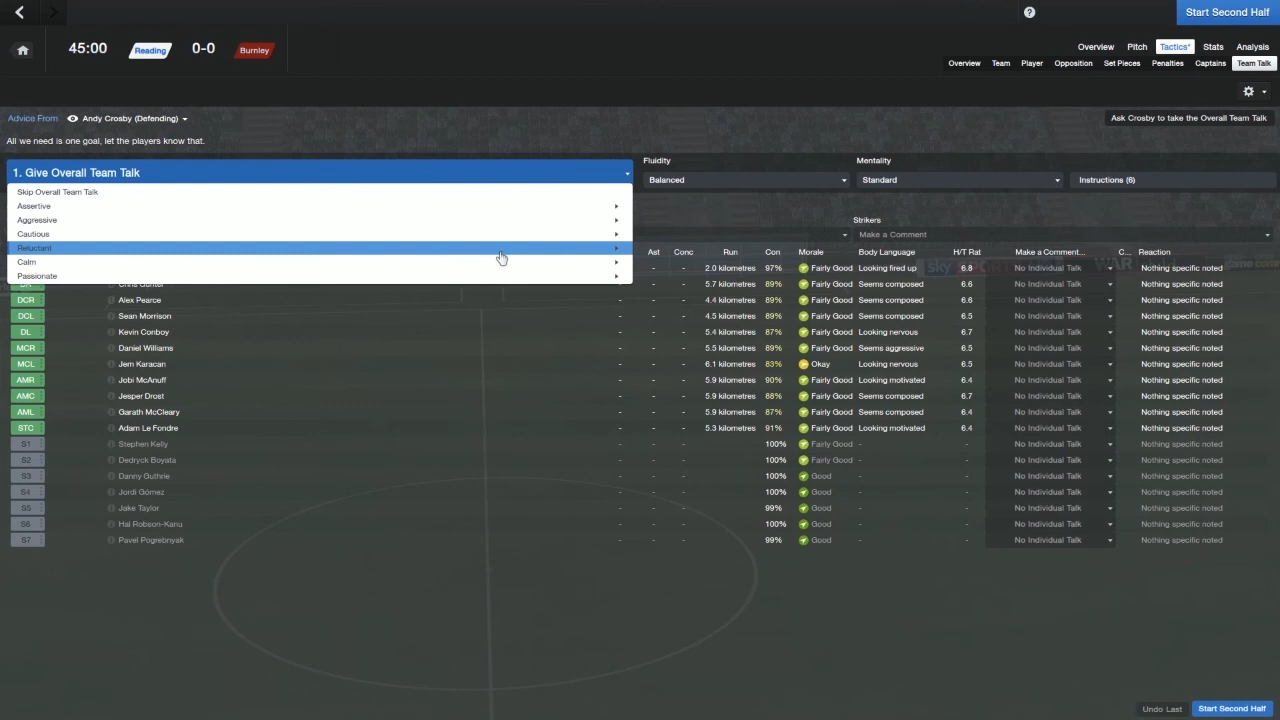 Start Second Half
45:00 Reading 0-0 Burnley
Overview Pitch Tactics* Stats Analysis
Overview Team Player Opposition Set Pieces Penalties Captains Team Talk
Advice From Andy Crosby (Defending) Ask Crosby to take the Overall Team Talk
All we need is one goal, let the players know that.
1. Give Overall Team Talk
Skip Overall Team Talk
Assertive
Aggressive
Cautious
Reluctant
Calm
Passionate
Fluidity Mentality
Balanced Standard Instructions (6)
Strikers
Make a Comment
Ast Conc Run Con Morale Body Language H/T Rat Make a Comment... C... Reaction
- - 2.0 kilometres 97% Fairly Good Looking fired up 6.8 No Individual Talk Nothing specific noted
DR Chris Gunter - - - 5.7 kilometres 89% Fairly Good Seems composed 6.6 No Individual Talk Nothing specific noted
DCR Alex Pearce - - - 4.4 kilometres 89% Fairly Good Seems composed 6.6 No Individual Talk Nothing specific noted
DCL Sean Morrison - - - 4.5 kilometres 89% Fairly Good Seems composed 6.5 No Individual Talk Nothing specific noted
DL Kevin Conboy - - - 5.4 kilometres 87% Fairly Good Looking nervous 6.7 No Individual Talk Nothing specific noted
MCR Daniel Williams - - - 5.5 kilometres 89% Fairly Good Seems aggressive 6.5 No Individual Talk Nothing specific noted
MCL Jem Karacan - - - 6.1 kilometres 83% Okay Looking nervous 6.5 No Individual Talk Nothing specific noted
AMR Jobi McAnuff - - - 5.9 kilometres 90% Fairly Good Looking motivated 6.4 No Individual Talk Nothing specific noted
AMC Jesper Drost - - - 5.9 kilometres 88% Fairly Good Seems composed 6.7 No Individual Talk Nothing specific noted
AML Garath McCleary - - - 5.9 kilometres 87% Fairly Good Seems composed 6.4 No Individual Talk Nothing specific noted
STC Adam Le Fondre - - - 5.3 kilometres 91% Fairly Good Looking motivated 6.4 No Individual Talk Nothing specific noted
S1 Stephen Kelly - - - 100% Fairly Good - - No Individual Talk Nothing specific noted
S2 Dedryck Boyata - - - 100% Fairly Good - - No Individual Talk Nothing specific noted
S3 Danny Guthrie - - - 100% Good - - No Individual Talk Nothing specific noted
S4 Jordi Gómez - - - 100% Good - - No Individual Talk Nothing specific noted
S5 Jake Taylor - - - 99% Good - - No Individual Talk Nothing specific noted
S6 Hal Robson-Kanu - - - 100% Good - - No Individual Talk Nothing specific noted
S7 Pavel Pogrebnyak - - - 99% Good - - No Individual Talk Nothing specific noted
Undo Last Start Second Half